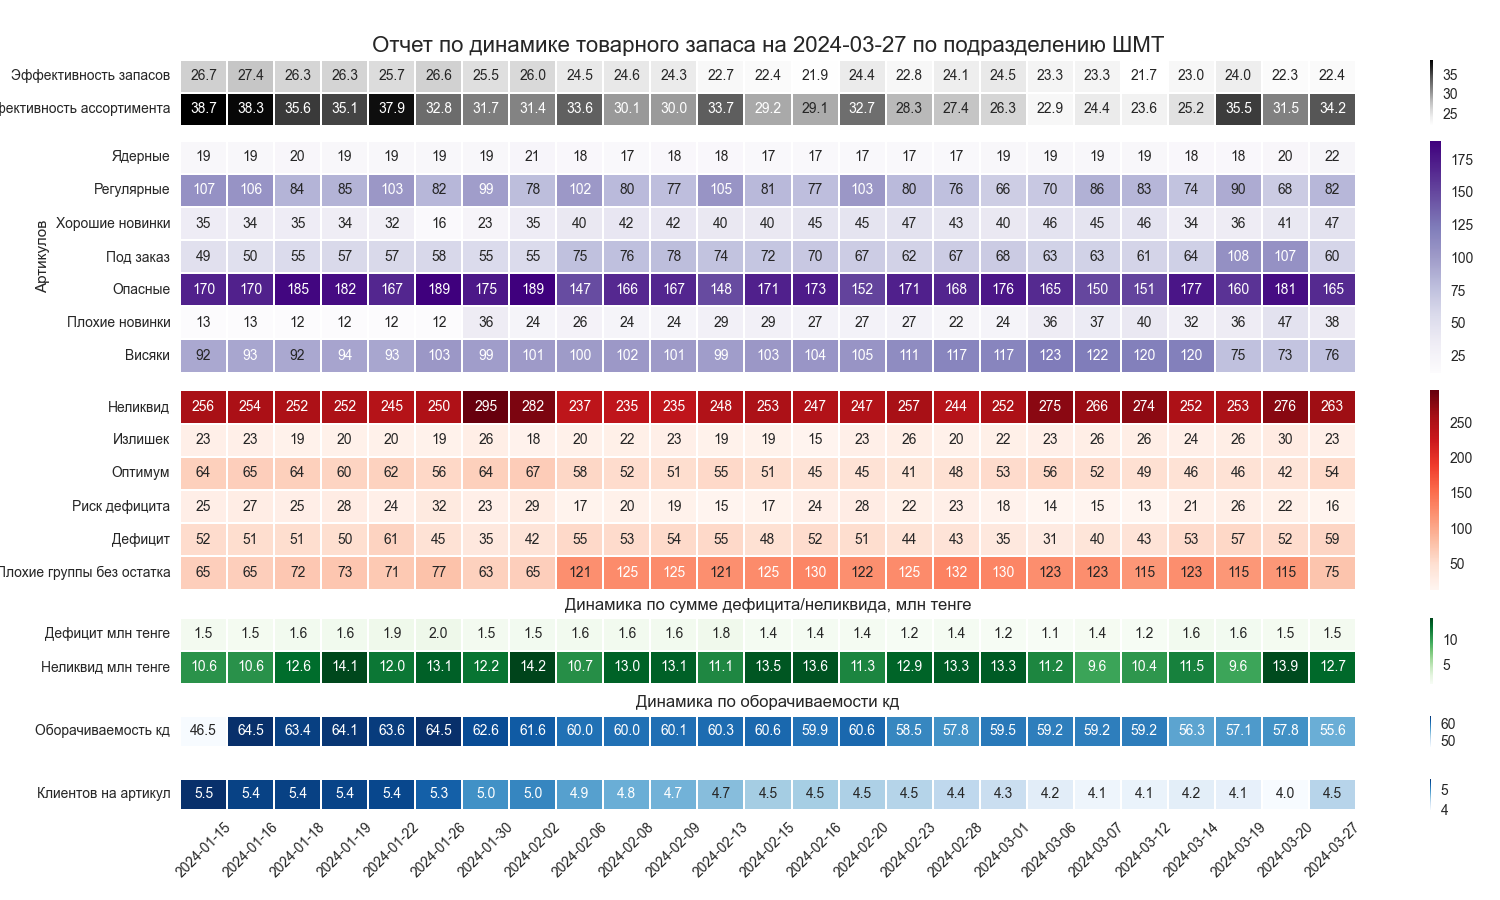 Отчет по динамике товарного запаса на 2024-03-27 по подразделению ШМТ
Эффективность запасов 26.7 27.4 26.3 26.3 25.7 26.6 25.5 26.0 24.5 24.6 24.3 22.7 22.4 21.9 24.4 22.8 24.1 24.5 23.3 23.3 21.7 23.0 24.0 22.3 22.4
фективность ассортимента 38.7 38.3 35.6 35.1 37.9 32.8 31.7 31.4 33.6 30.1 30.0 33.7 29.2 29.1 32.7 28.3 27.4 26.3 22.9 24.4 23.6 25.2 35.5 31.5 34.2
35
30
25
Артикулов
Ядерные 19 19 20 19 19 19 19 21 18 17 18 18 17 17 17 17 17 19 19 19 19 18 18 20 22
Регулярные 107 106 84 85 103 82 99 78 102 80 77 105 81 77 103 80 76 66 70 86 83 74 90 68 82
Хорошие новинки 35 34 35 34 32 16 23 35 40 42 42 40 40 45 45 47 43 40 46 45 46 34 36 41 47
Под заказ 49 50 55 57 57 58 55 55 75 76 78 74 72 70 67 62 67 68 63 63 61 64 108 107 60
Опасные 170 170 185 182 167 189 175 189 147 166 167 148 171 173 152 171 168 176 165 150 151 177 160 181 165
Плохие новинки 13 13 12 12 12 12 36 24 26 24 24 29 29 27 27 27 22 24 36 37 40 32 36 47 38
Висяки 92 93 92 94 93 103 99 101 100 102 101 99 103 104 105 111 117 117 123 122 120 120 75 73 76
175
150
125
100
75
50
25
Неликвид 256 254 252 252 245 250 295 282 237 235 235 248 253 247 247 257 244 252 275 266 274 252 253 276 263
Излишек 23 23 19 20 20 19 26 18 20 22 23 19 19 15 23 26 20 22 23 26 26 24 26 30 23
Оптимум 64 65 64 60 62 56 64 67 58 52 51 55 51 45 45 41 48 53 56 52 49 46 46 42 54
Риск дефицита 25 27 25 28 24 32 23 29 17 20 19 15 17 24 28 22 23 18 14 15 13 21 26 22 16
Дефицит 52 51 51 50 61 45 35 42 55 53 54 55 48 52 51 44 43 35 31 40 43 53 57 52 59
Плохие группы без остатка 65 65 72 73 71 77 63 65 121 125 125 121 125 130 122 125 132 130 123 123 115 123 115 115 75
250
200
150
100
50
Динамика по сумме дефицита/неликвида, млн тенге
Дефицит млн тенге 1.5 1.5 1.6 1.6 1.9 2.0 1.5 1.5 1.6 1.6 1.6 1.8 1.4 1.4 1.4 1.2 1.4 1.2 1.1 1.4 1.2 1.6 1.6 1.5 1.5
Неликвид млн тенге 10.6 10.6 12.6 14.1 12.0 13.1 12.2 14.2 10.7 13.0 13.1 11.1 13.5 13.6 11.3 12.9 13.3 13.3 11.2 9.6 10.4 11.5 9.6 13.9 12.7
10
5
Динамика по оборачиваемости кд
Оборачиваемость кд 46.5 64.5 63.4 64.1 63.6 64.5 62.6 61.6 60.0 60.0 60.1 60.3 60.6 59.9 60.6 58.5 57.8 59.5 59.2 59.2 59.2 56.3 57.1 57.8 55.6
60
50
Клиентов на артикул 5.5 5.4 5.4 5.4 5.4 5.3 5.0 5.0 4.9 4.8 4.7 4.7 4.5 4.5 4.5 4.5 4.4 4.3 4.2 4.1 4.1 4.2 4.1 4.0 4.5
5
4
2024-01-15 2024-01-16 2024-01-18 2024-01-19 2024-01-22 2024-01-26 2024-01-30 2024-02-02 2024-02-06 2024-02-08 2024-02-09 2024-02-13 2024-02-15 2024-02-16 2024-02-20 2024-02-23 2024-02-28 2024-03-01 2024-03-06 2024-03-07 2024-03-12 2024-03-14 2024-03-19 2024-03-20 2024-03-27